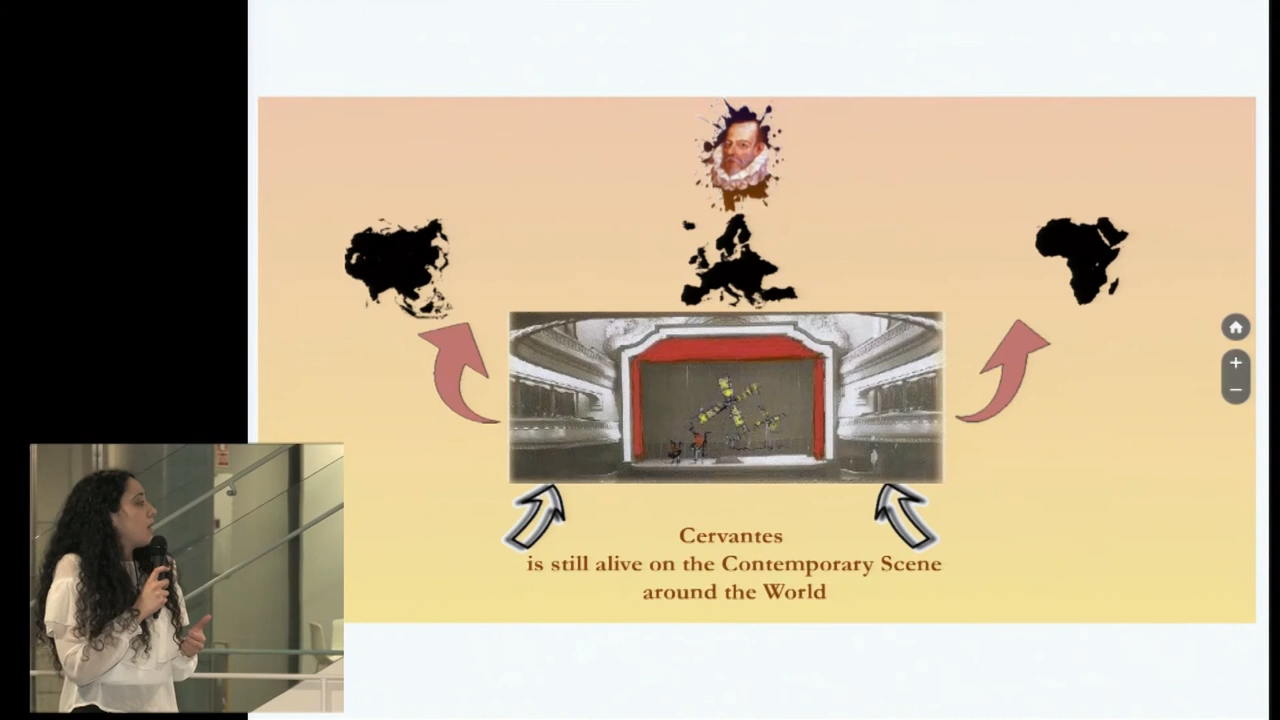 Cervantes
is still alive on the Contemporary Scene
around the World